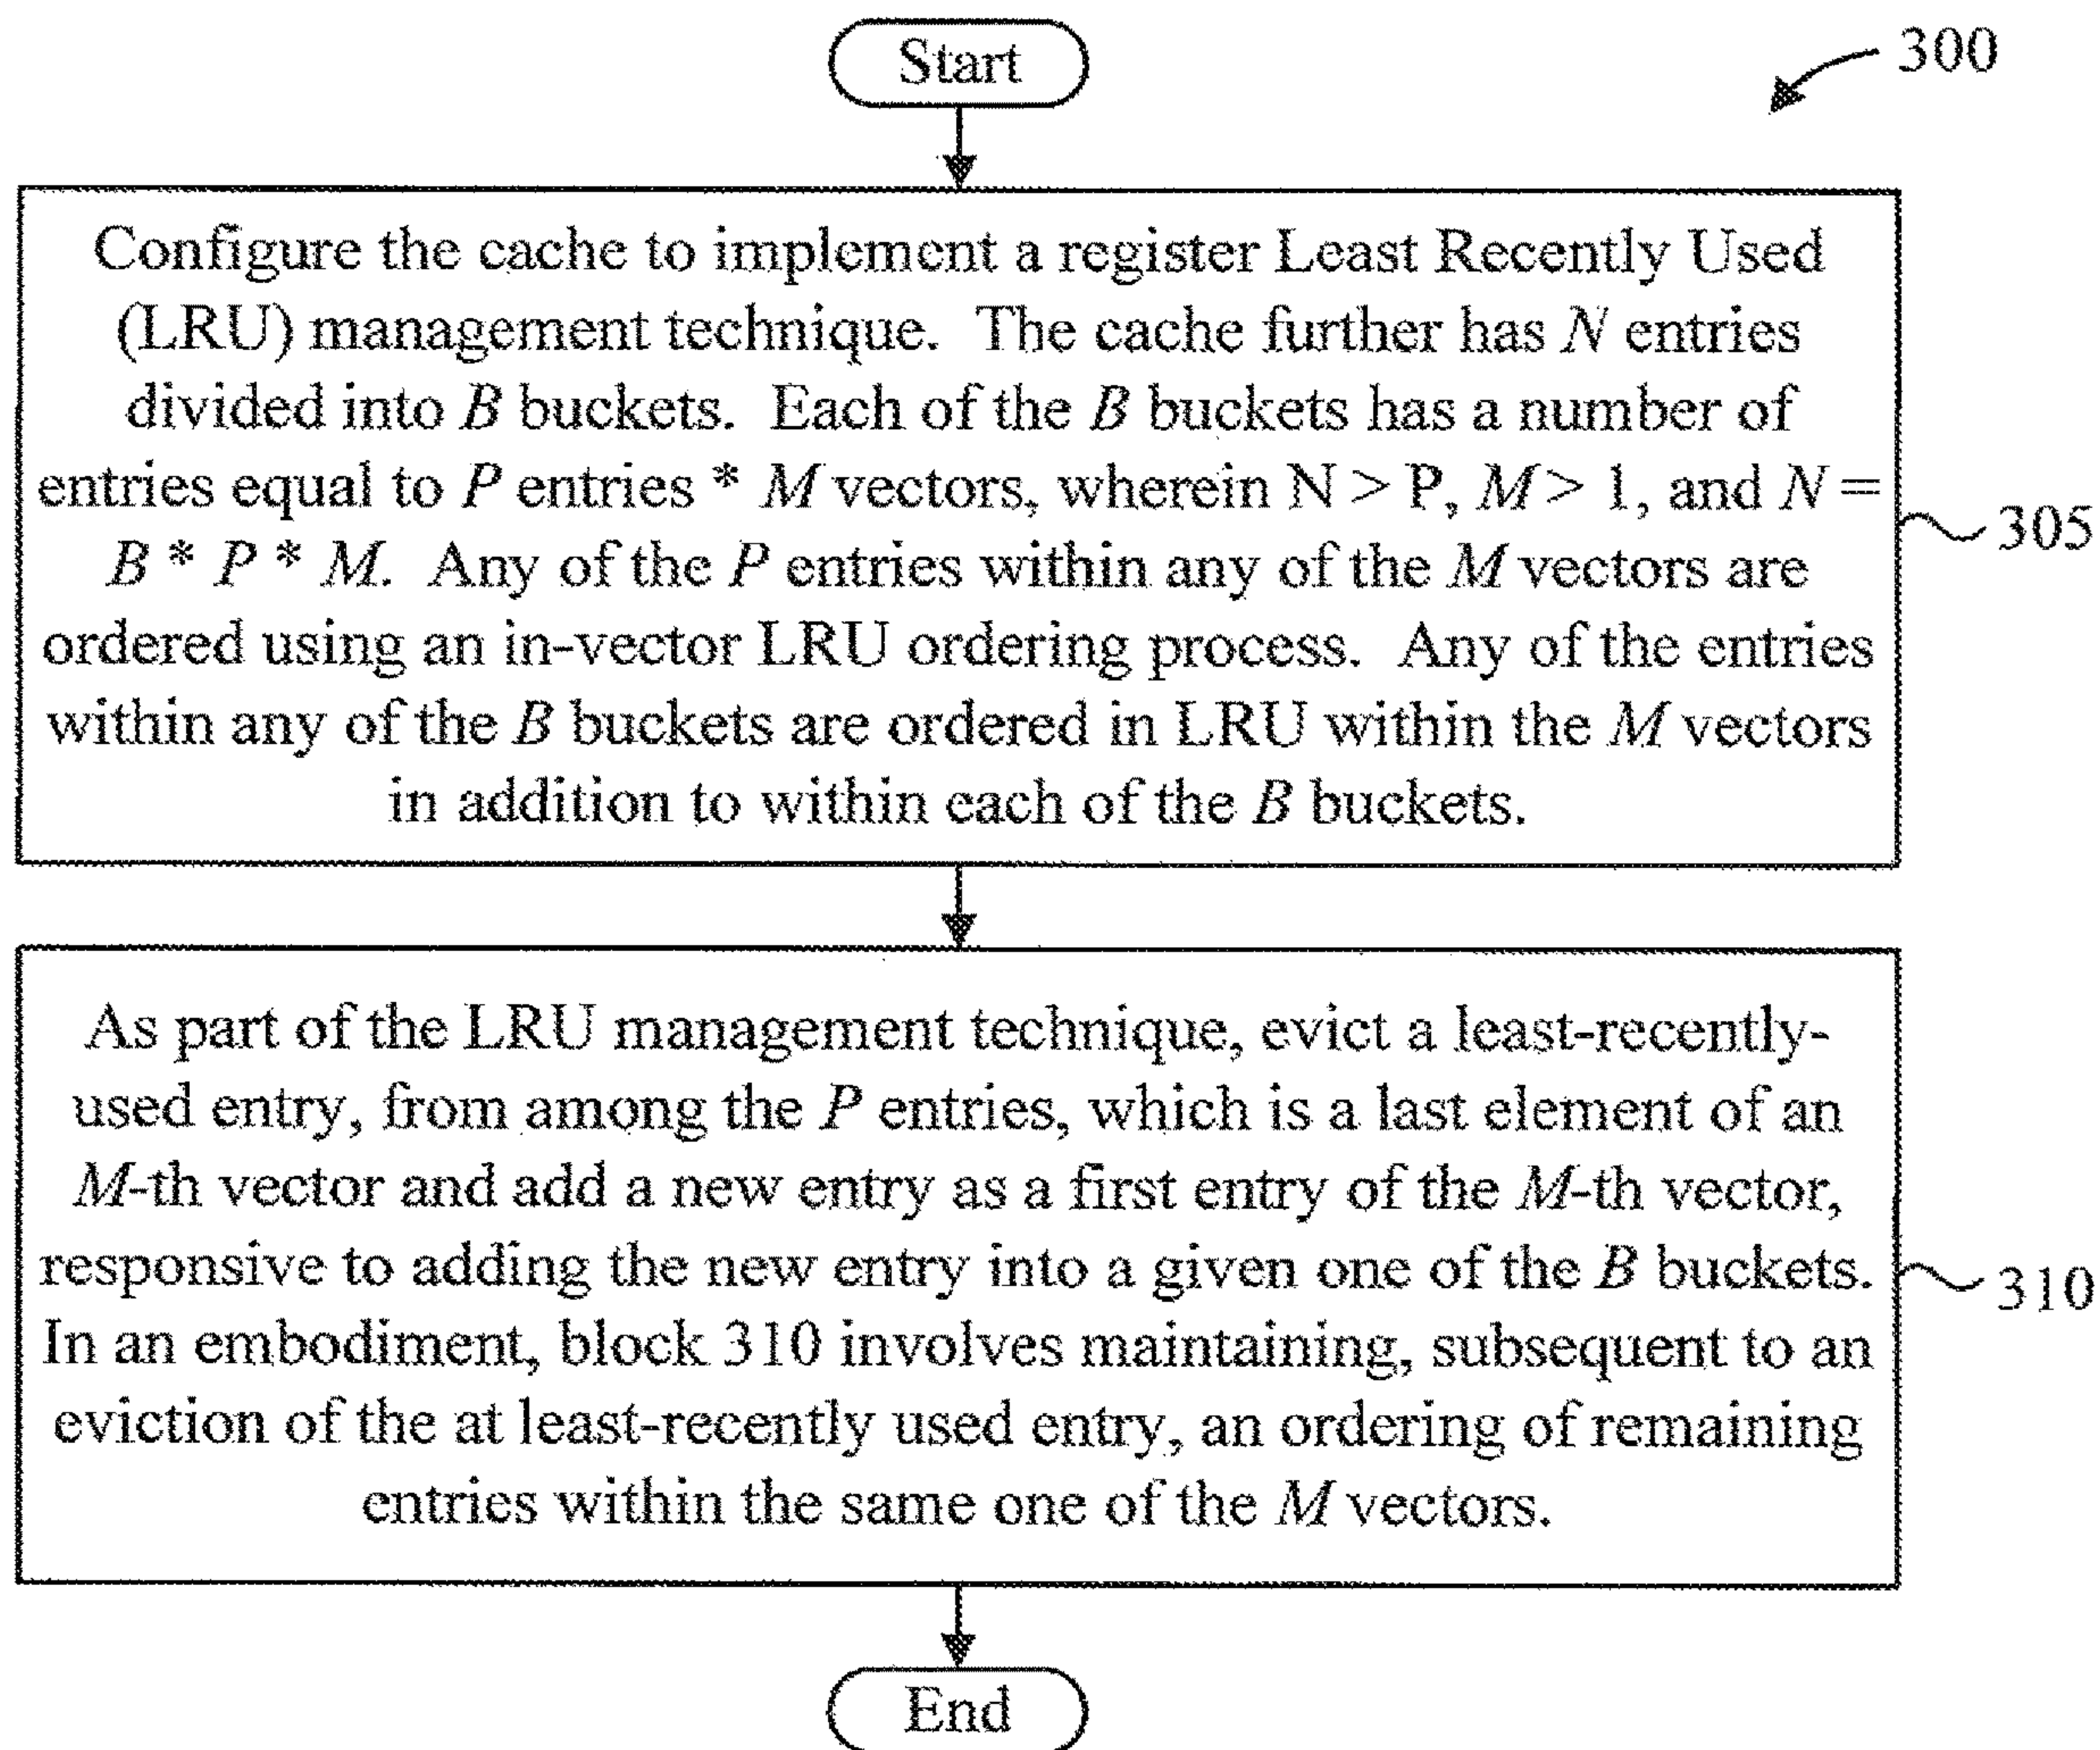 Start
300
Configure the cache to implement a register Least Recently Used
(LRU) management technique. The cache further has N entries
divided into B buckets. Each of the B buckets has a number of
entries equal to P entries * M vectors, wherein N > P, M > 1, and N =
B * P * M. Any of the P entries within any of the M vectors are
ordered using an in-vector LRU ordering process. Any of the entries
within any of the B buckets are ordered in LRU within the M vectors
in addition to within each of the B buckets.
305
As part of the LRU management technique, evict a least-recently-
used entry, from among the P entries, which is a last element of an
M-th vector and add a new entry as a first entry of the M-th vector,
responsive to adding the new entry into a given one of the B buckets.
In an embodiment, block 310 involves maintaining, subsequent to an
eviction of the at least-recently used entry, an ordering of remaining
entries within the same one of the M vectors.
310
End